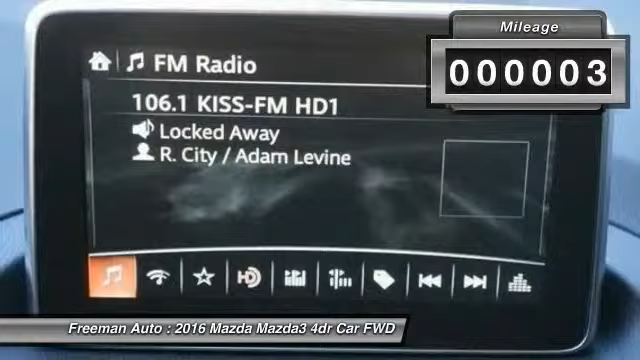 Mileage
000003
FM Radio
106.1 KISS-FM HD1
Locked Away
R. City / Adam Levine
HD
Freeman Auto : 2016 Mazda Mazda3 4dr Car FWD